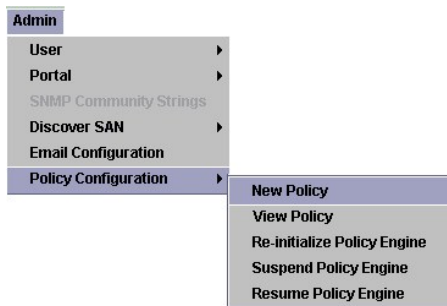 Admin
User
Portal
SNMP Community Strings
Discover SAN
Email Configuration
Policy Configuration
New Policy
View Policy
Re-initialize Policy Engine
Suspend Policy Engine
Resume Policy Engine